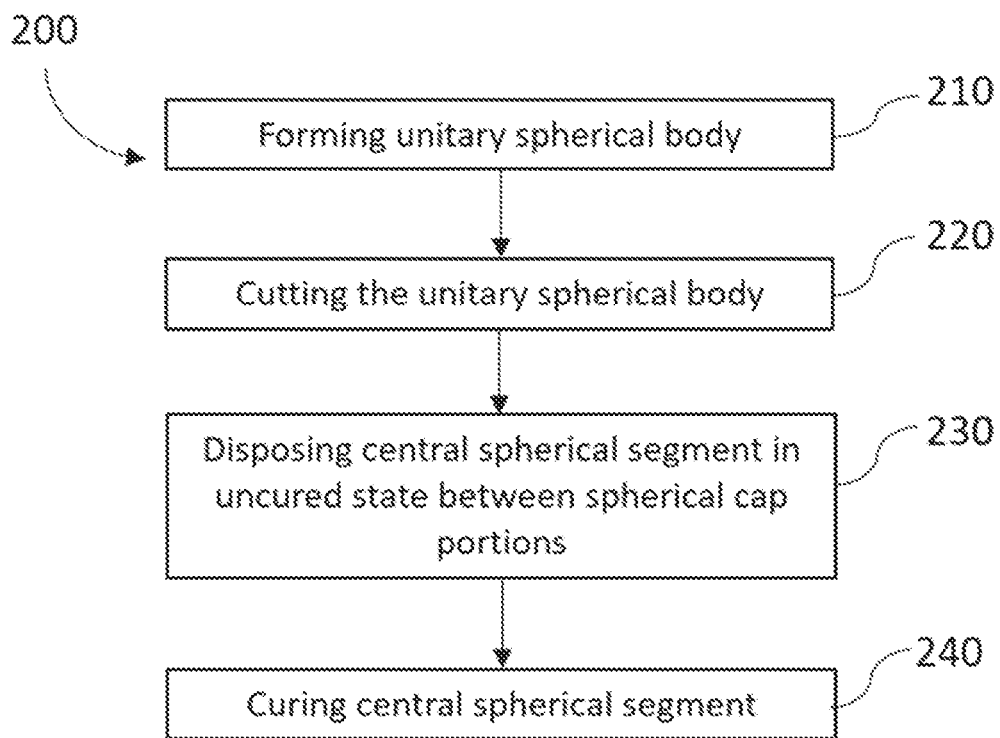 200
210
Forming unitary spherical body
220
Cutting the unitary spherical body
230
Disposing central spherical segment in
uncured state between spherical cap
portions
240
Curing central spherical segment